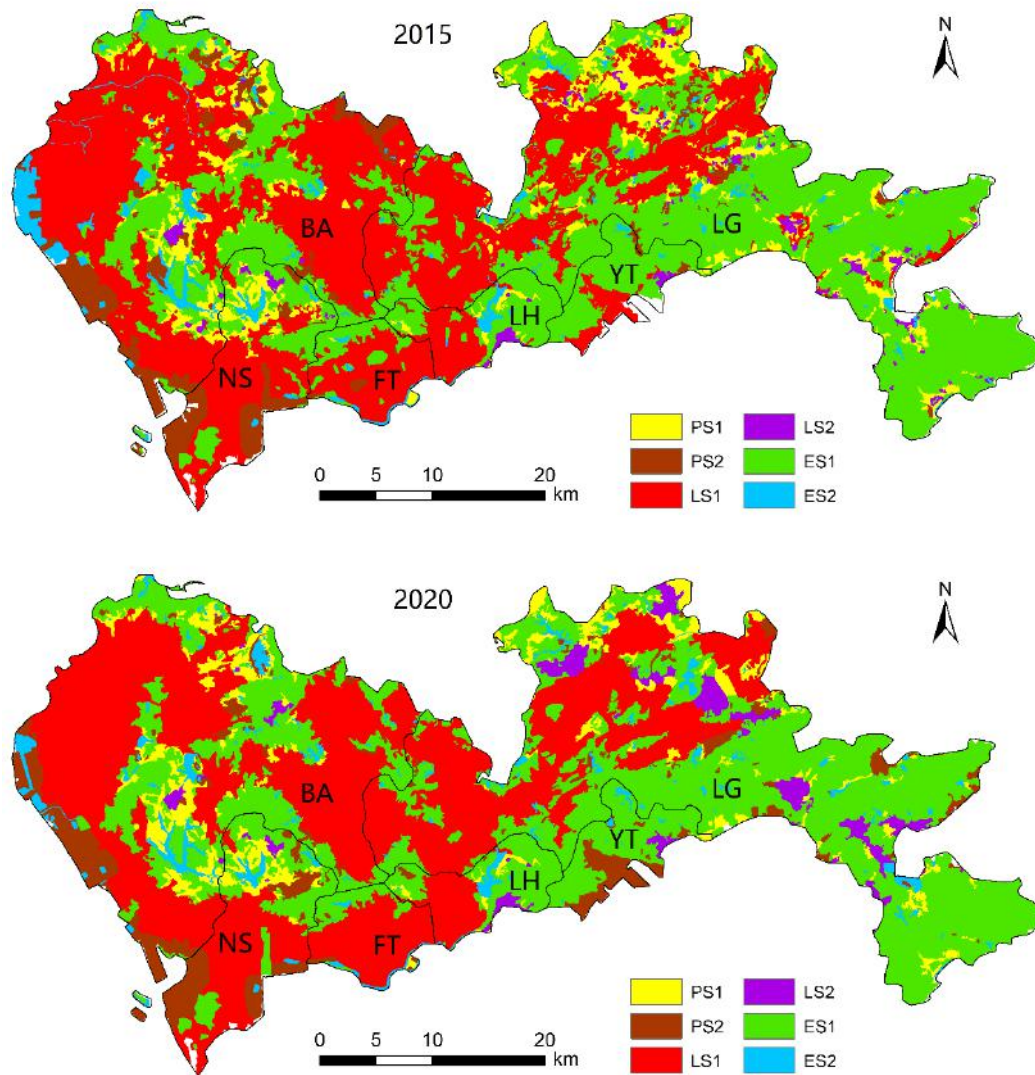 2015
N
BA
LG
YT
LH
NS
FT
PS1 LS2
PS2 ES1
LS1 ES2
0 5 10 20
km
2020
N
BA
LG
YT
LH
NS
FT
PS1 LS2
PS2 ES1
LS1 ES2
0 5 10 20
km